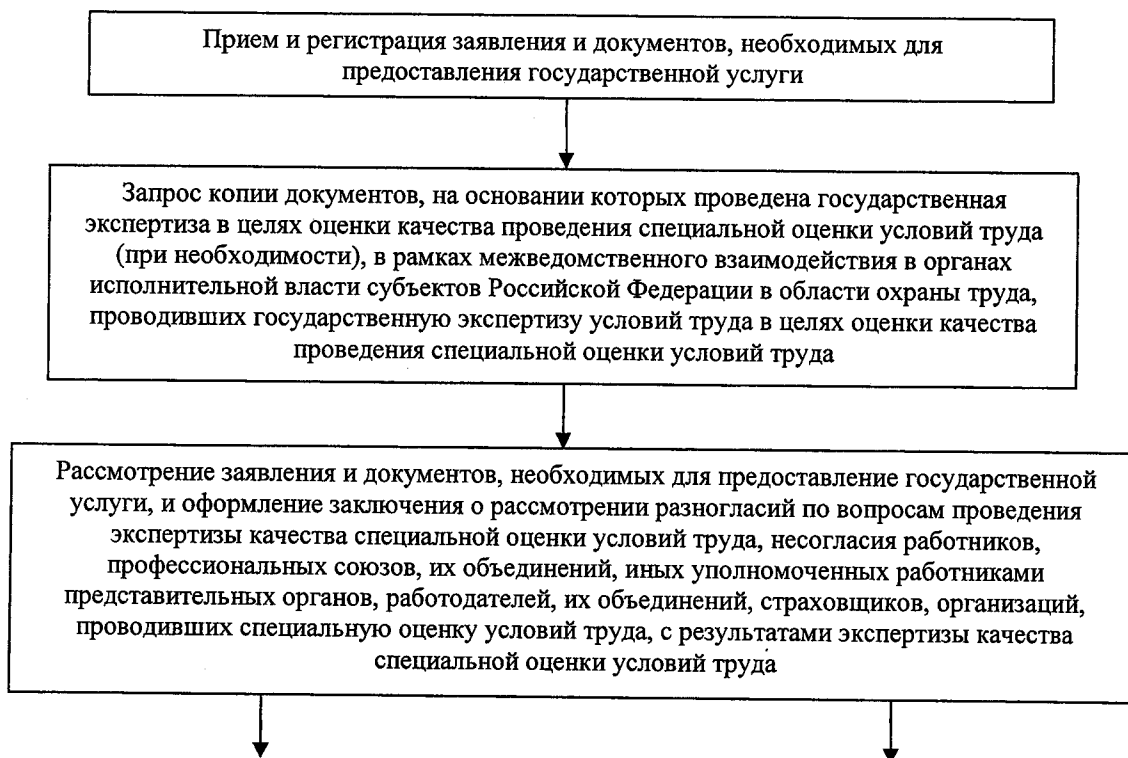 Прием и регистрация заявления и документов, необходимых для
предоставления государственной услуги
Запрос копии документов, на основании которых проведена государственная
экспертиза в целях оценки качества проведения специальной оценки условий труда
(при необходимости), в рамках межведомственного взаимодействия в органах
исполнительной власти субъектов Российской Федерации в области охраны труда,
проводивших государственную экспертизу условий труда в целях оценки качества
проведения специальной оценки условий труда
Рассмотрение заявления и документов, необходимых для предоставление государственной
услуги, и оформление заключения о рассмотрении разногласий по вопросам проведения
экспертизы качества специальной оценки условий труда, несогласия работников,
профессиональных союзов, их объединений, иных уполномоченных работниками
представительных органов, работодателей, их объединений, страховщиков, организаций,
проводивших специальную оценку условий труда, с результатами экспертизы качества
специальной оценки условий труда